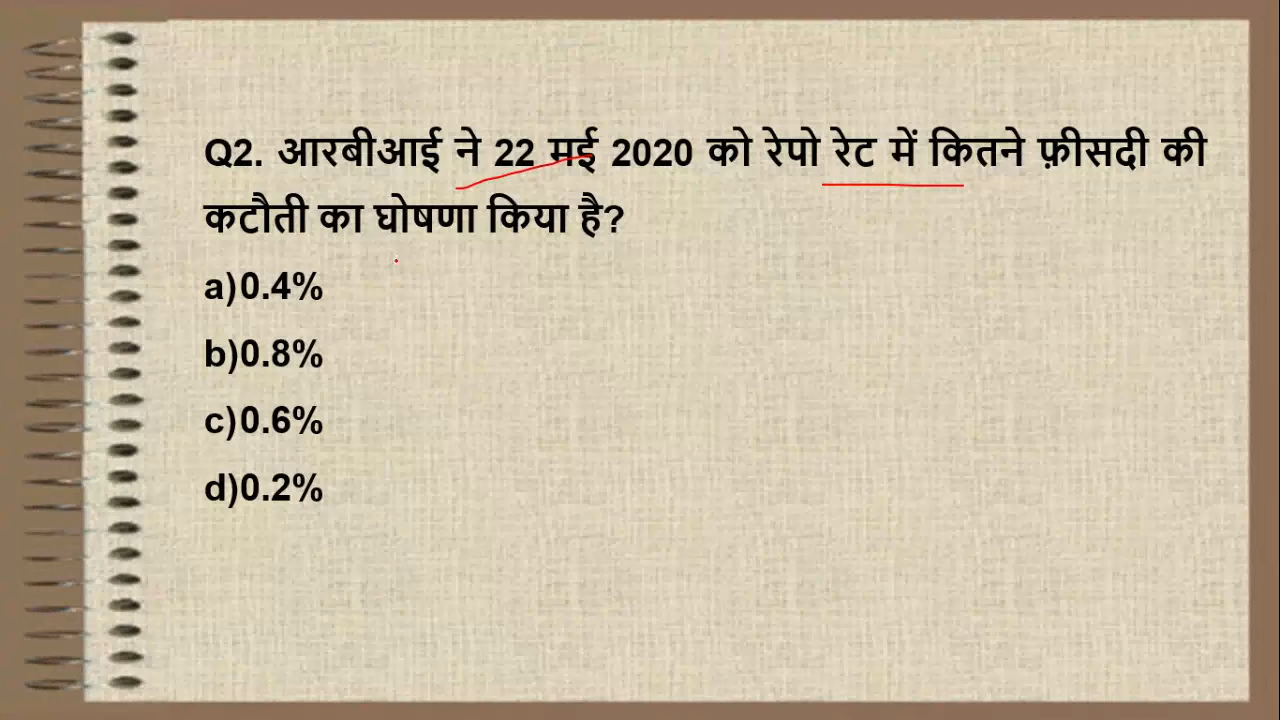 Q2. आरबीआई ने 22 मई 2020 को रेपो रेट में कितने फ़ीसदी की
कटौती का घोषणा किया है?
a)0.4%
b)0.8%
c)0.6%
d)0.2%